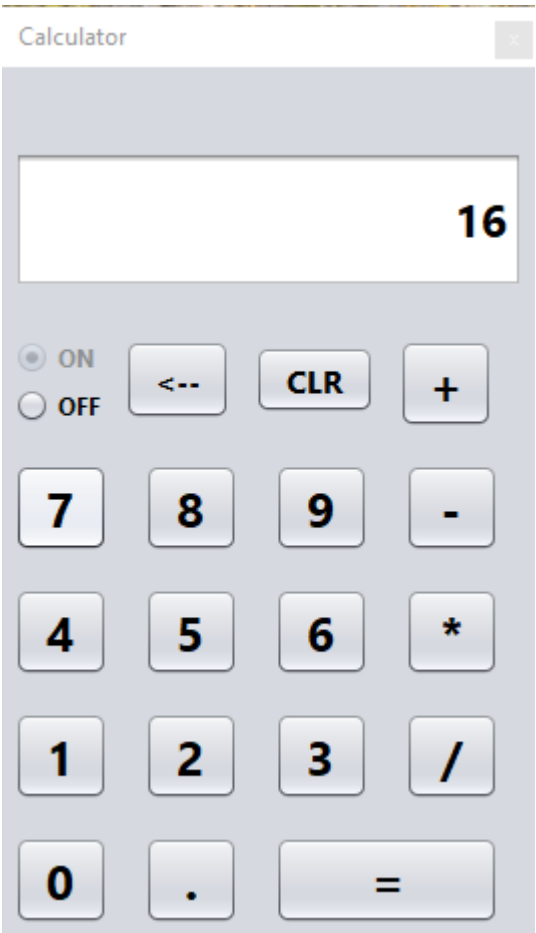 Calculator x
16
ON <-- CLR +
OFF
7 8 9 -
4 5 6 *
1 2 3 /
0 . =